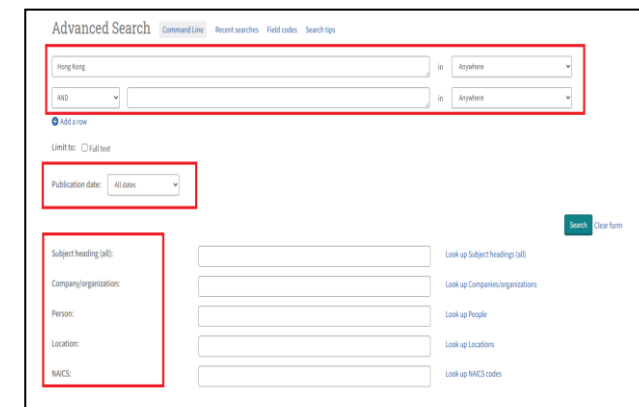 Advanced Search Command Line Recent searches Field codes Search tips
Hong Kong in Anywhere
AND in Anywhere
Add a row
Limit to: Full text
Publication date: All dates
Search Clear form
Subject heading (all): Look up Subject headings (all)
Company/organization: Look up Companies/organizations
Person: Look up People
Location: Look up Locations
NAICS: Look up NAICS codes